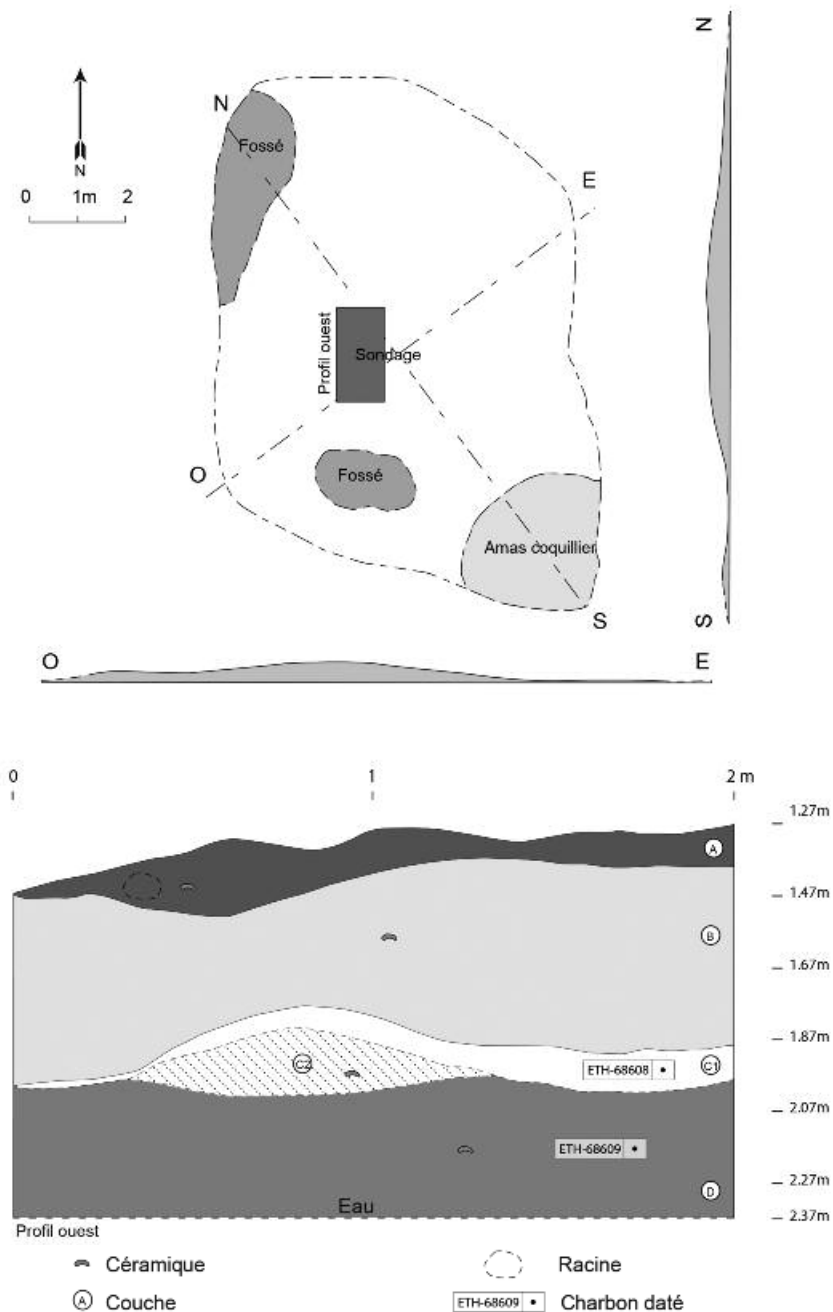 N
Z
N
Fossé
E
N
0 1m 2
Profil ouest
Sondage
O
Fossé
Amas coquillier
S
S
O E
0 1 2 m
1.27m
A
1.47m
B
1.67m
1.87m
C2
C1
ETH-68608
2.07m
ETH-68609
2.27m
D
Eau
2.37m
Profil ouest
Céramique
Racine
A Couche
ETH-68609 Charbon daté